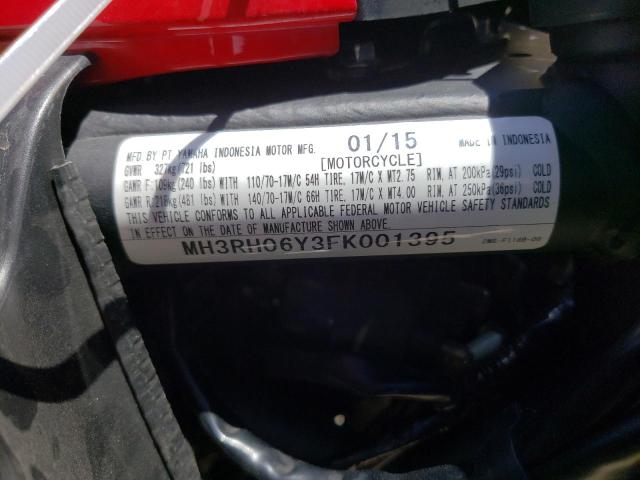 MFD. BY PT. YAMAHA INDONESIA MOTOR MFG. 01/15 MADE IN INDONESIA
GVWR 327kg(721 lbs) [MOTORCYCLE]
GAWR F:109kg(240 lbs)WITH 110/70-17M/C 54H TIRE, 17M/C X MT2.75 RIM, AT 200kPa(29psi) COLD
GAWR R:218kg(481 lbs)WITH 140/70-17M/C 66H TIRE, 17M/C X MT4.00 RIM, AT 250kPa(36psi) COLD
THIS VEHICLE CONFORMS TO ALL APPLICABLE FEDERAL MOTOR VEHICLE SAFETY STANDARDS
IN EFFECT ON THE DATE OF MANUFACTURE SHOWN ABOVE.
MH3RH06Y3FK001395